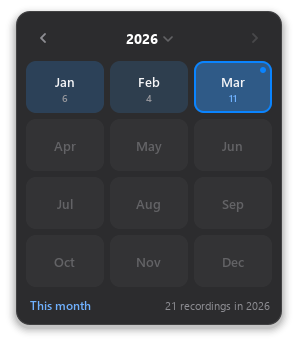 2026
Jan Feb Mar
6 4 11
Apr May Jun
Jul Aug Sep
Oct Nov Dec
This month 21 recordings in 2026